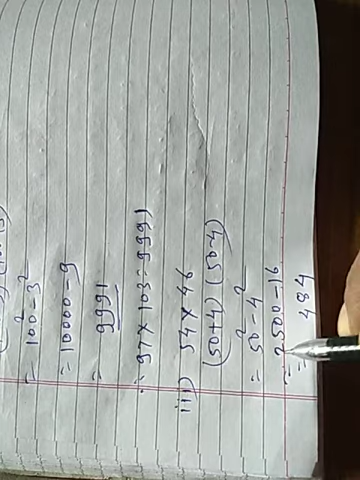 = 100² - 3²
= 10000 - 9
= 9991
∴ 97 × 103 = 9991
iii) 54 × 46
(50+4) (50-4)
= 50² - 4²
= 2500 - 16
= 484